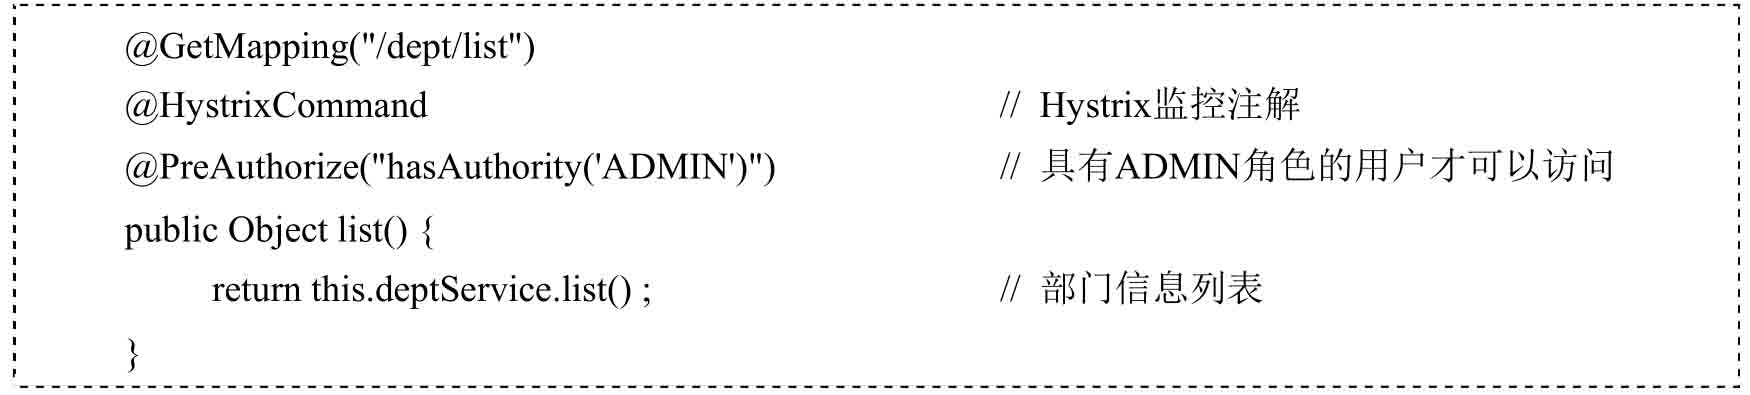 @GetMapping("/dept/list")
@HystrixCommand // Hystrix监控注解
@PreAuthorize("hasAuthority('ADMIN')") // 具有ADMIN角色的用户才可以访问
public Object list() {
return this.deptService.list() ; // 部门信息列表
}